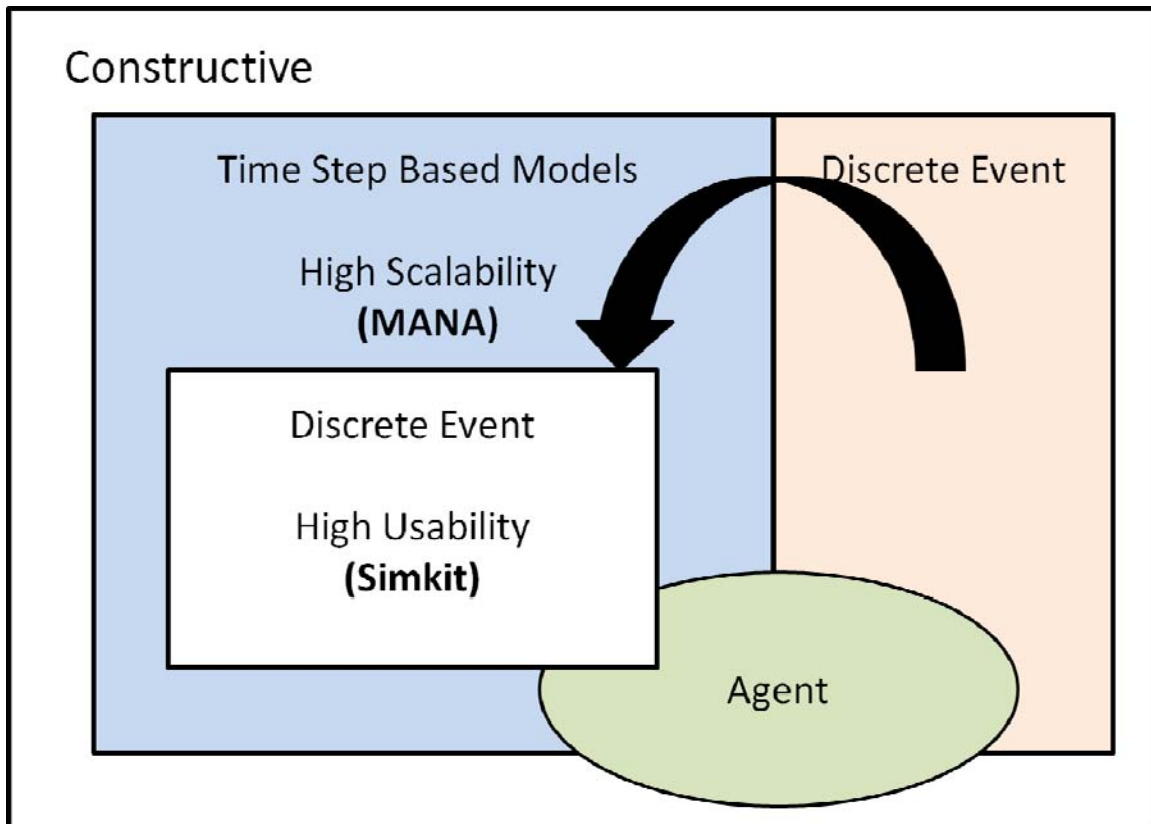 Constructive
Time Step Based Models
Discrete Event
High Scalability
(MANA)
Discrete Event
High Usability
(Simkit)
Agent